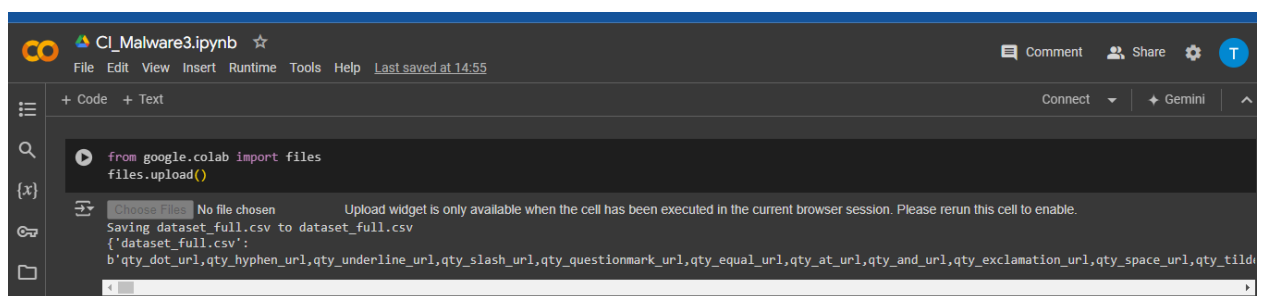 CI_Malware3.ipynb
File Edit View Insert Runtime Tools Help Last saved at 14:55
Comment Share T
+ Code + Text Connect Gemini
from google.colab import files
files.upload()
{x}
Choose Files No file chosen Upload widget is only available when the cell has been executed in the current browser session. Please rerun this cell to enable.
Saving dataset_full.csv to dataset_full.csv
{'dataset_full.csv':
b'qty_dot_url,qty_hyphen_url,qty_underline_url,qty_slash_url,qty_questionmark_url,qty_equal_url,qty_at_url,qty_and_url,qty_exclamation_url,qty_space_url,qty_tild